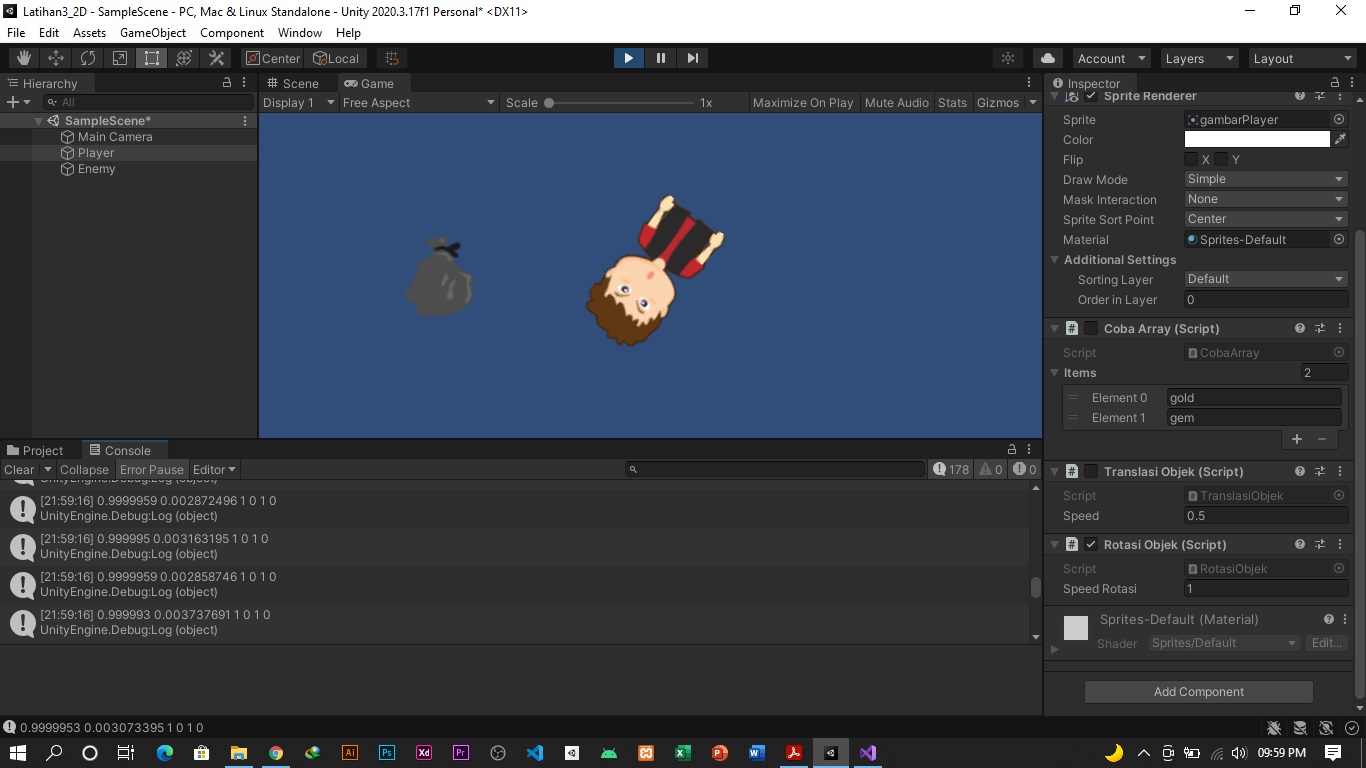 Latihan3_2D - SampleScene - PC, Mac & Linux Standalone - Unity 2020.3.17f1 Personal* <DX11>
File Edit Assets GameObject Component Window Help
Center Local Account Layers Layout
Hierarchy
All
SampleScene*
Main Camera
Player
Enemy
Scene Game
Display 1 Free Aspect Scale 1x Maximize On Play Mute Audio Stats Gizmos
Inspector
Sprite Renderer
Sprite gambarPlayer
Color
Flip X Y
Draw Mode Simple
Mask Interaction None
Sprite Sort Point Center
Material Sprites-Default
Additional Settings
Sorting Layer Default
Order in Layer 0
# Coba Array (Script)
Script CobaArray
Items 2
Element 0 gold
Element 1 gem
+ −
# Translasi Objek (Script)
Script TranslasiObjek
Speed 0.5
# Rotasi Objek (Script)
Script RotasiObjek
Speed Rotasi 1
Sprites-Default (Material)
Shader Sprites/Default Edit...
Add Component
Project Console
Clear Collapse Error Pause Editor 178 0 0
UnityEngine.Debug:Log (object)
[21:59:16] 0.9999959 0.002872496 1 0 1 0
UnityEngine.Debug:Log (object)
[21:59:16] 0.999995 0.003163195 1 0 1 0
UnityEngine.Debug:Log (object)
[21:59:16] 0.9999959 0.002858746 1 0 1 0
UnityEngine.Debug:Log (object)
[21:59:16] 0.999993 0.003737691 1 0 1 0
UnityEngine.Debug:Log (object)
0.9999953 0.003073395 1 0 1 0
Ai Ps Xd Pr 09:59 PM